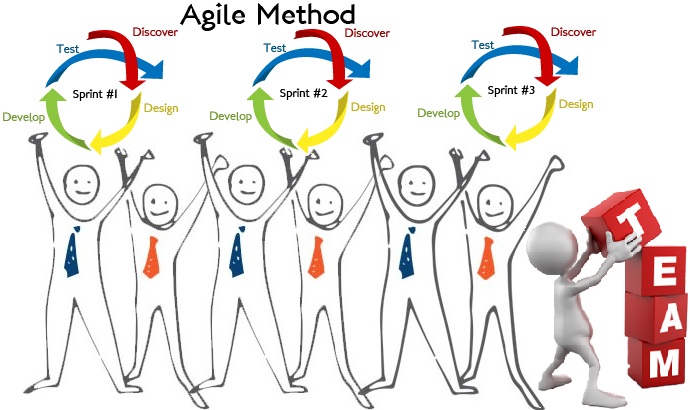 Agile Method
Discover
Test
Sprint #1
Develop
Design
Discover
Test
Sprint #2
Develop
Design
Discover
Test
Sprint #3
Develop
Design
T
E
A
M